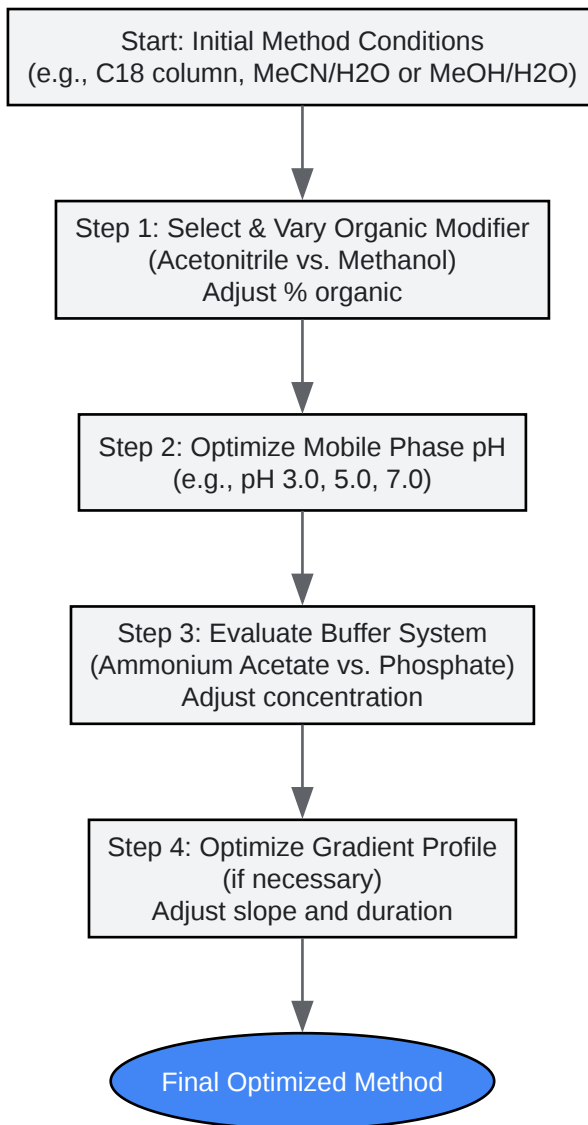 Start: Initial Method Conditions
(e.g., C18 column, MeCN/H2O or MeOH/H2O)
Step 1: Select & Vary Organic Modifier
(Acetonitrile vs. Methanol)
Adjust % organic
Step 2: Optimize Mobile Phase pH
(e.g., pH 3.0, 5.0, 7.0)
Step 3: Evaluate Buffer System
(Ammonium Acetate vs. Phosphate)
Adjust concentration
Step 4: Optimize Gradient Profile
(if necessary)
Adjust slope and duration
Final Optimized Method